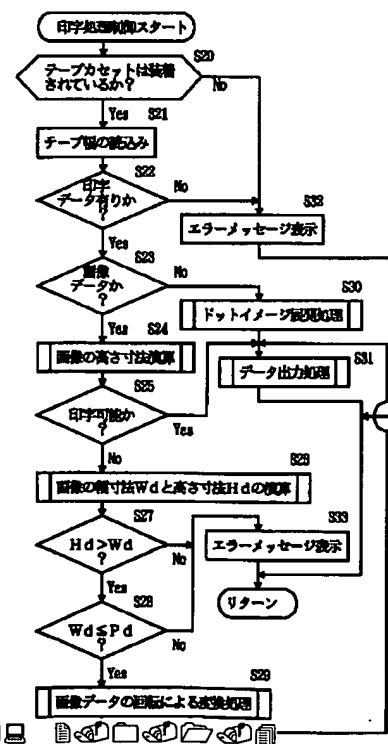 印字処理制御スタート
S20
テープカセットは装着
されているか?
No
Yes
S21
テープ幅の読込み
S22
印字
データ有りか
?
No
Yes
S32
エラーメッセージ表示
S23
画像
データか
?
No
Yes
S30
ドットイメージ展開処理
S24
画像の高さ寸法演算
S31
データ出力処理
S25
印字可能か
?
Yes
No
S26
画像の幅寸法Wdと高さ寸法Hdの演算
S27
Hd>Wd
?
No
Yes
S33
エラーメッセージ表示
リターン
S28
Wd≦Pd
?
No
Yes
S29
画像データの回転による変換処理